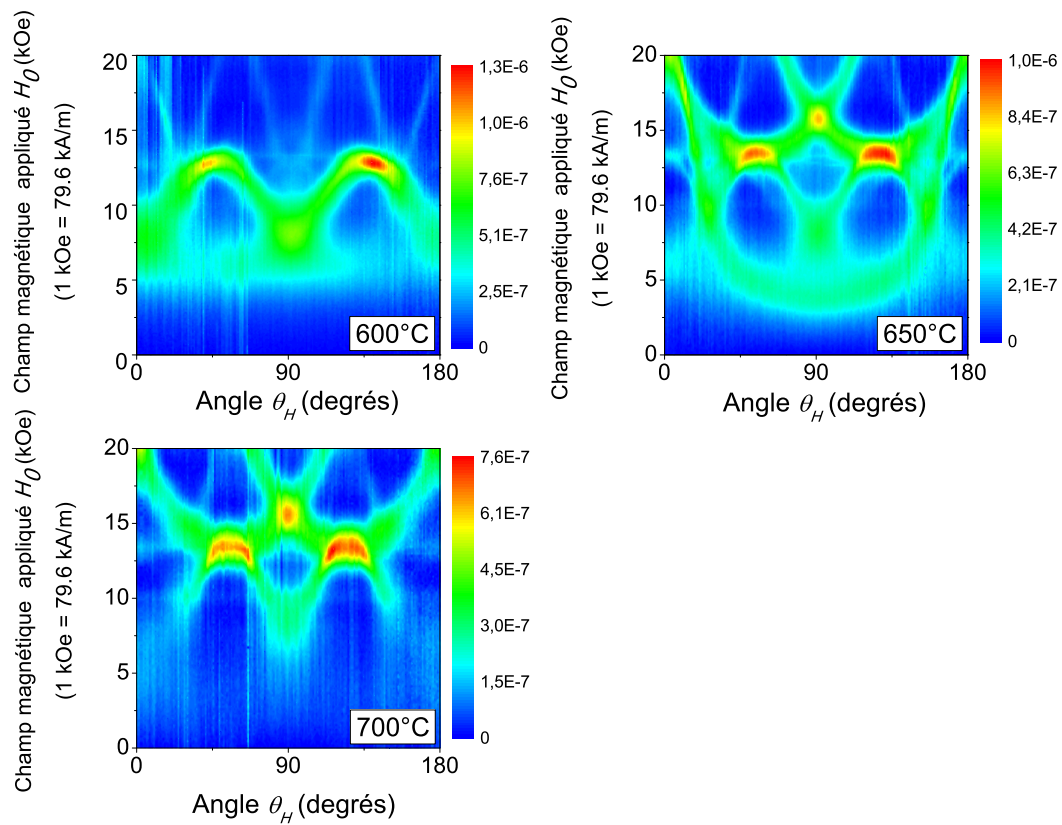 Champ magnétique appliqué H0 (kOe)
(1 kOe = 79.6 kA/m)
20
15
10
5
0
0
90
180
Angle θH (degrés)
600°C
1,3E-6
1,0E-6
7,6E-7
5,1E-7
2,5E-7
0
Champ magnétique appliqué H0 (kOe)
(1 kOe = 79.6 kA/m)
20
15
10
5
0
0
90
180
Angle θH (degrés)
650°C
1,0E-6
8,4E-7
6,3E-7
4,2E-7
2,1E-7
0
Champ magnétique appliqué H0 (kOe)
(1 kOe = 79.6 kA/m)
20
15
10
5
0
0
90
180
Angle θH (degrés)
700°C
7,6E-7
6,1E-7
4,5E-7
3,0E-7
1,5E-7
0